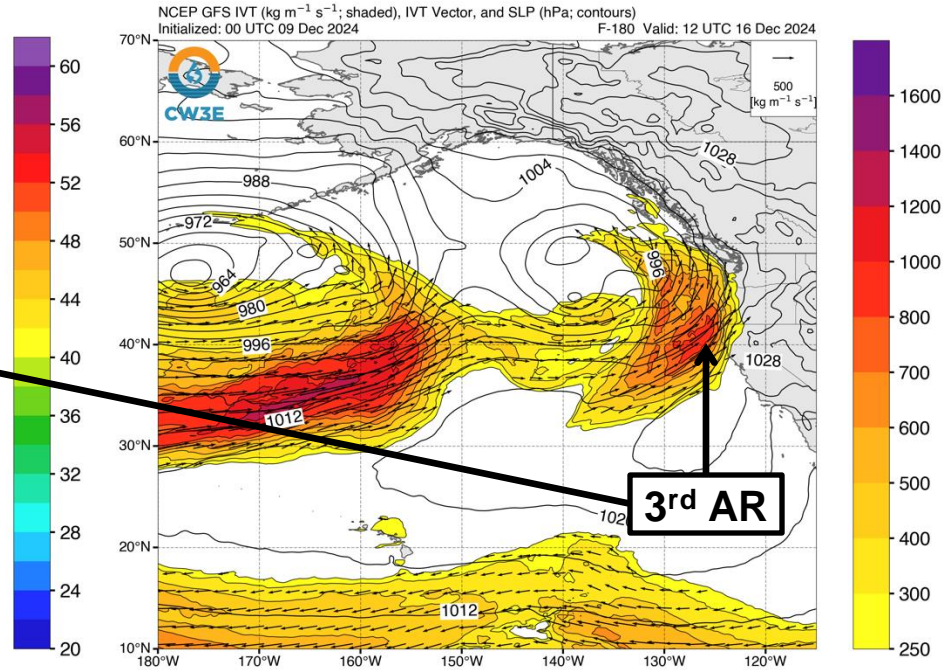 NCEP GFS IVT (kg m⁻¹ s⁻¹; shaded), IVT Vector, and SLP (hPa; contours)
Initialized: 00 UTC 09 Dec 2024
F-180 Valid: 12 UTC 16 Dec 2024
60
56
52
48
44
40
36
32
28
24
20
70°N
60°N
50°N
40°N
30°N
20°N
10°N
CW3E
500
[kg m⁻¹ s⁻¹]
1028
1004
988
972
964
996
980
996
1028
1012
3rd AR
1012
180°W
170°W
160°W
150°W
140°W
130°W
120°W
1600
1400
1200
1000
800
700
600
500
400
300
250